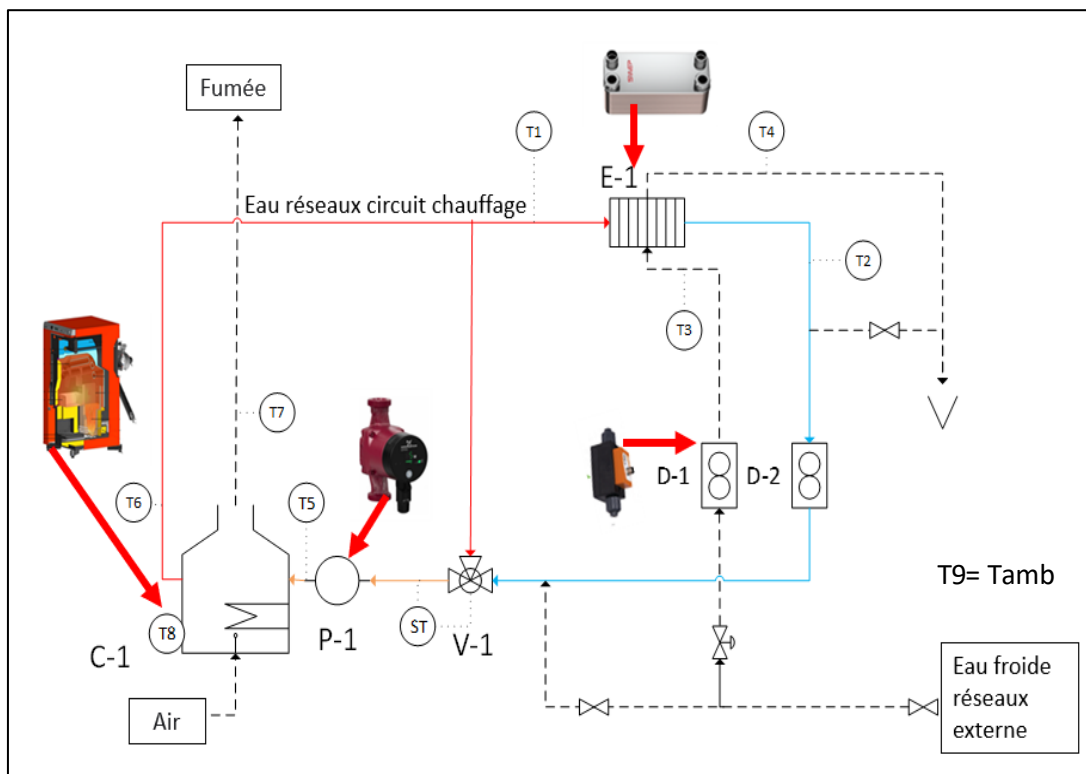 Fumée
T1
T4
E-1
Eau réseaux circuit chauffage
T2
T3
T7
T6
T5
D-1
D-2
T9= Tamb
T8
C-1
P-1
ST
V-1
Air
Eau froide
réseaux
externe